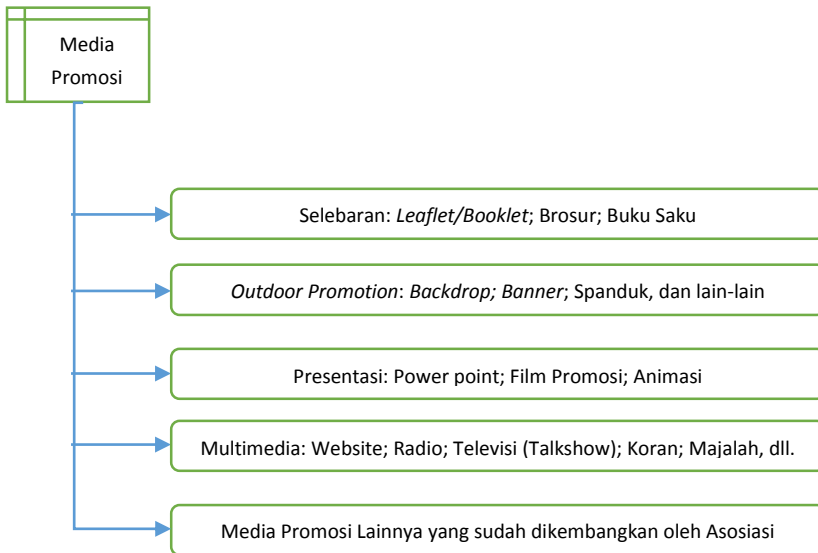 Media
Promosi
Selebaran: Leaflet/Booklet; Brosur; Buku Saku
Outdoor Promotion: Backdrop; Banner; Spanduk, dan lain-lain
Presentasi: Power point; Film Promosi; Animasi
Multimedia: Website; Radio; Televisi (Talkshow); Koran; Majalah, dll.
Media Promosi Lainnya yang sudah dikembangkan oleh Asosiasi